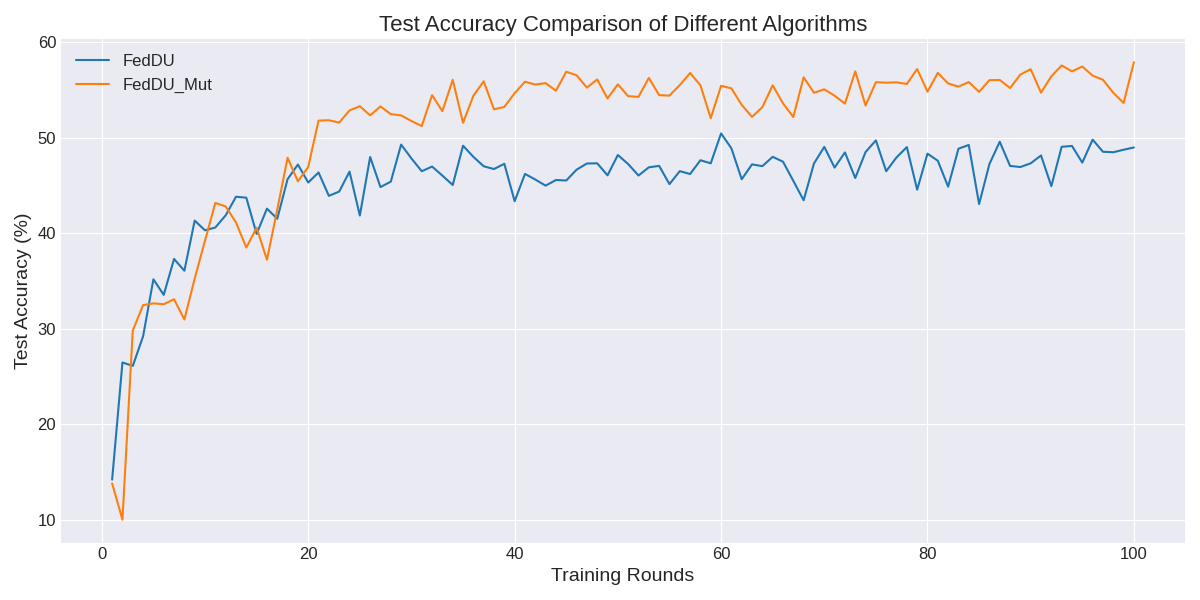 Test Accuracy Comparison of Different Algorithms
FedDU
FedDU_Mut
60
50
40
30
20
10
Test Accuracy (%)
0 20 40 60 80 100
Training Rounds